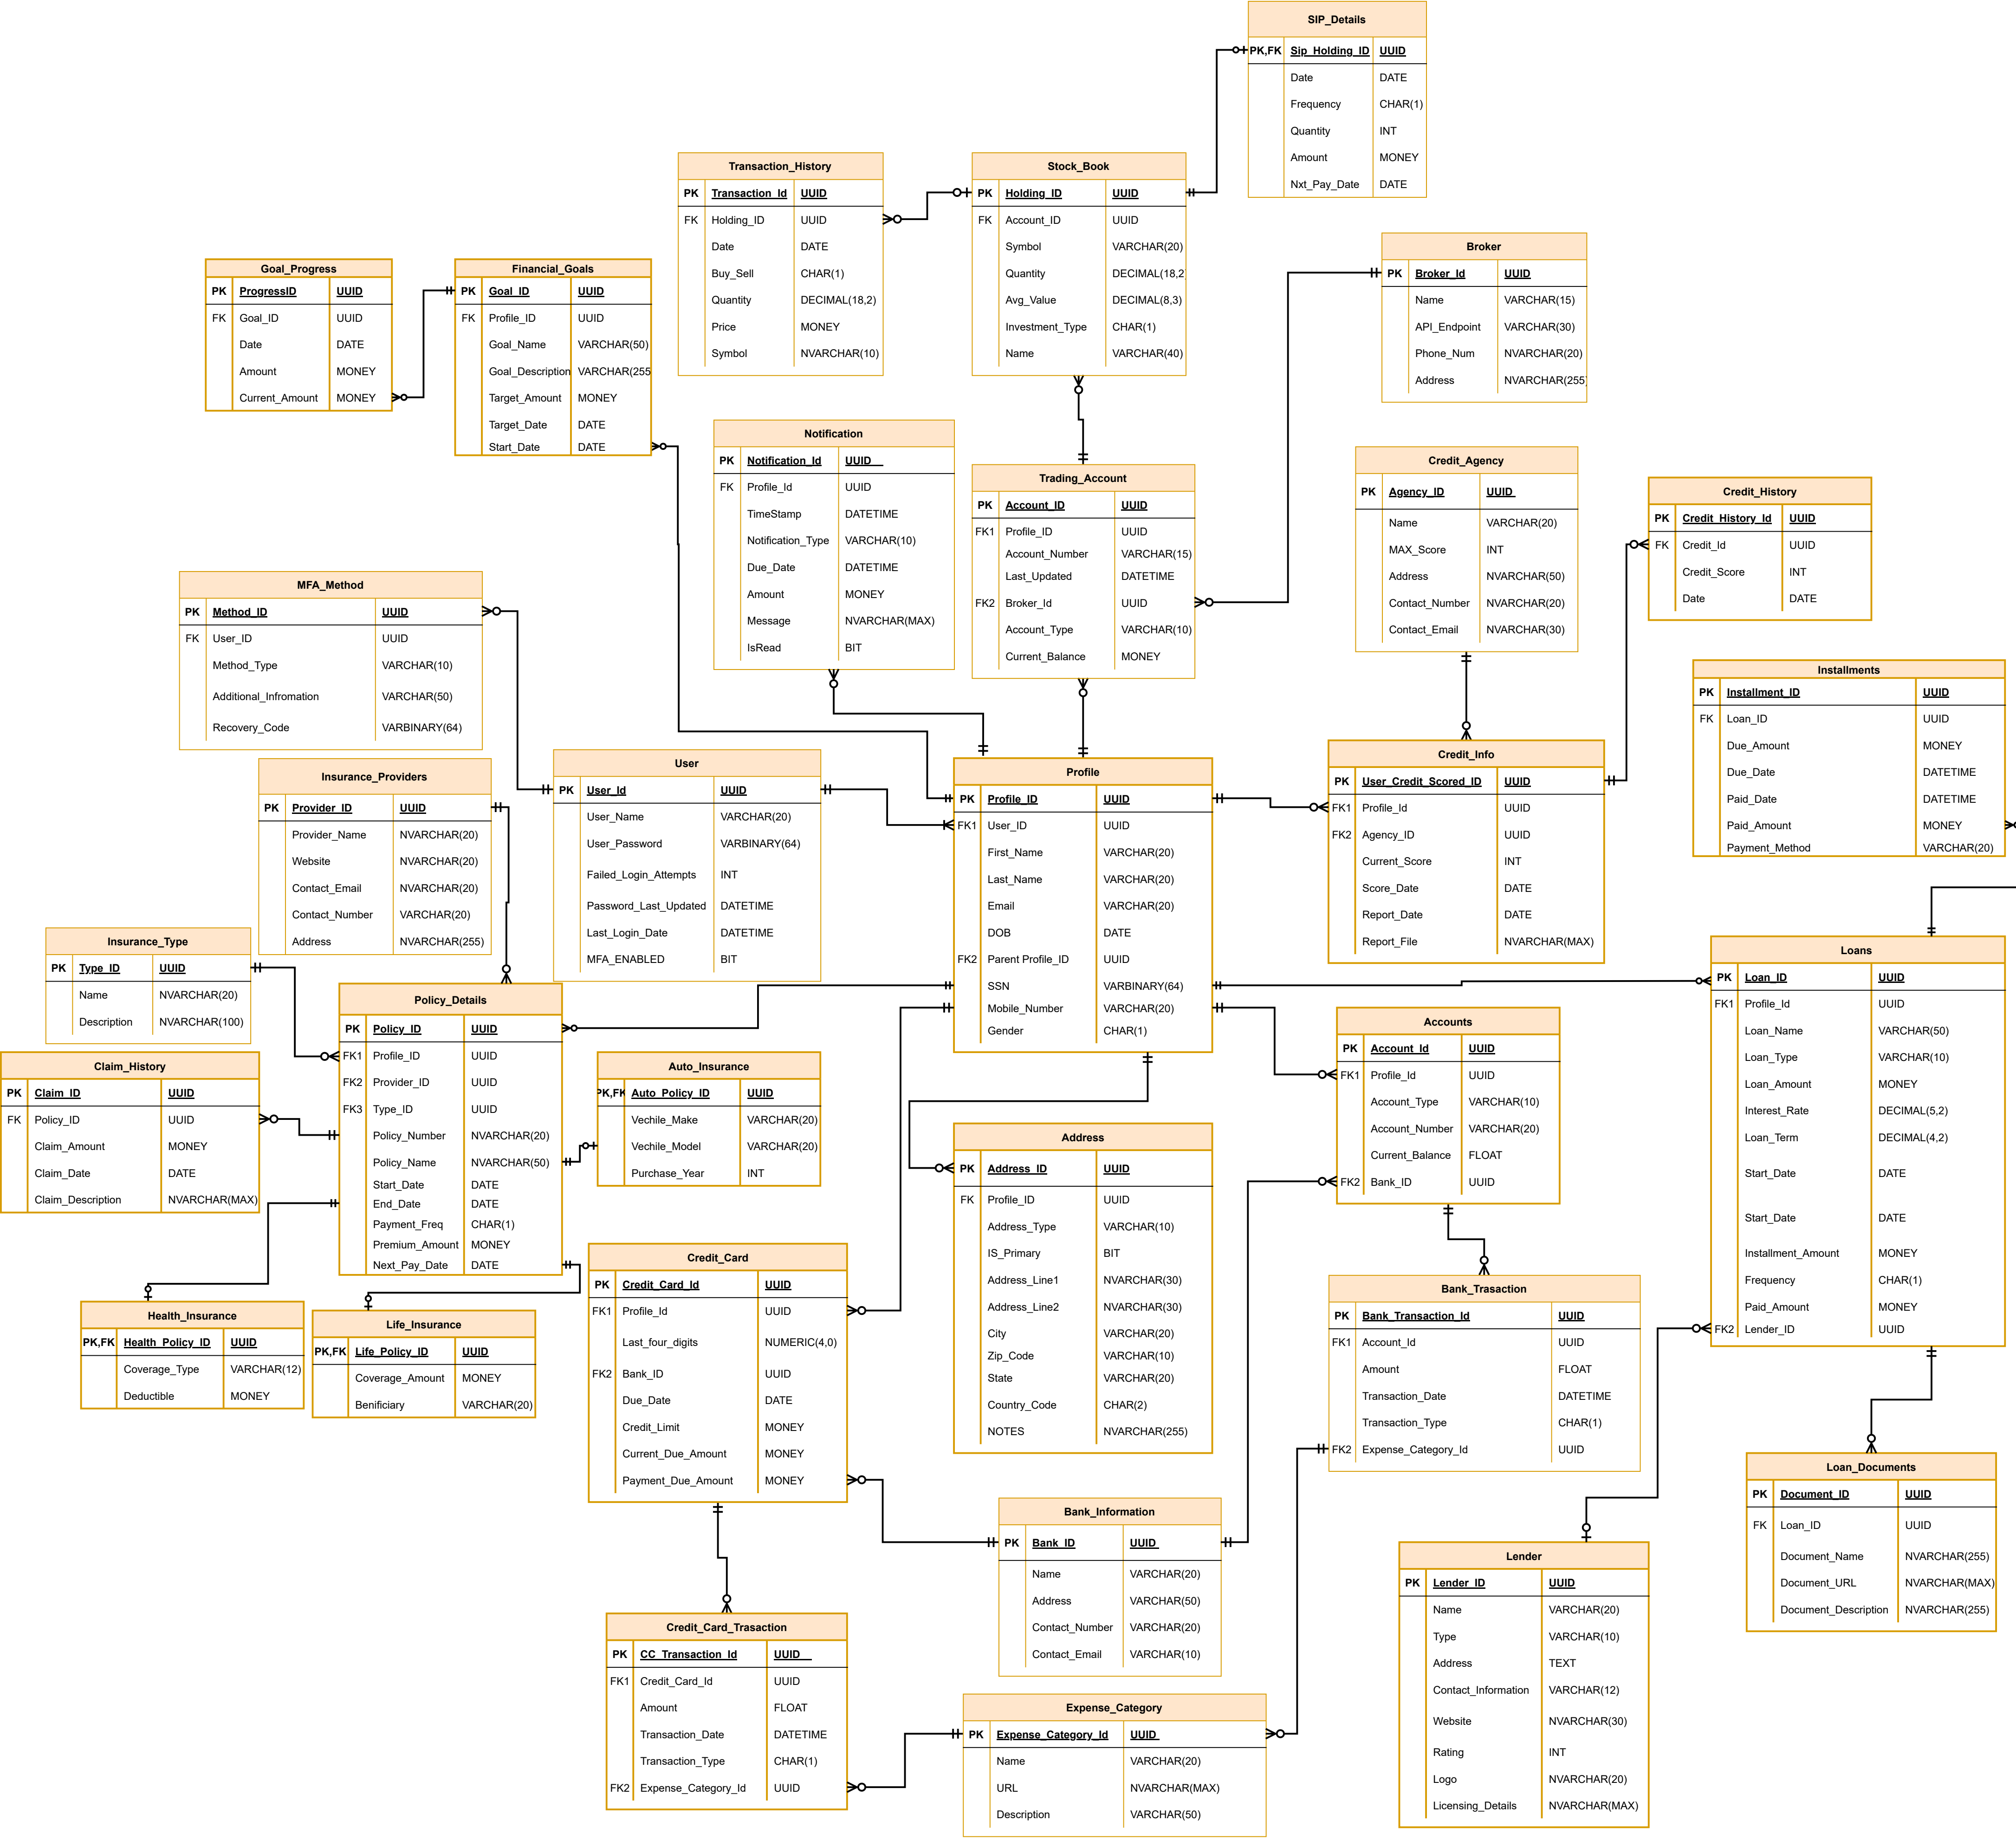 SIP_Details
PK,FK Sip_Holding_ID UUID
Date DATE
Frequency CHAR(1)
Quantity INT
Amount MONEY
Nxt_Pay_Date DATE
Transaction_History
PK Transaction_Id UUID
FK Holding_ID UUID
Date DATE
Buy_Sell CHAR(1)
Quantity DECIMAL(18,2)
Price MONEY
Symbol NVARCHAR(10)
Stock_Book
PK Holding_ID UUID
FK Account_ID UUID
Symbol VARCHAR(20)
Quantity DECIMAL(18,2
Avg_Value DECIMAL(8,3)
Investment_Type CHAR(1)
Name VARCHAR(40)
Broker
PK Broker_Id UUID
Name VARCHAR(15)
API_Endpoint VARCHAR(30)
Phone_Num NVARCHAR(20)
Address NVARCHAR(255)
Goal_Progress
PK ProgressID UUID
FK Goal_ID UUID
Date DATE
Amount MONEY
Current_Amount MONEY
Financial_Goals
PK Goal_ID UUID
FK Profile_ID UUID
Goal_Name VARCHAR(50)
Goal_Description VARCHAR(255
Target_Amount MONEY
Target_Date DATE
Start_Date DATE
Notification
PK Notification_Id UUID
FK Profile_Id UUID
TimeStamp DATETIME
Notification_Type VARCHAR(10)
Due_Date DATETIME
Amount MONEY
Message NVARCHAR(MAX)
IsRead BIT
Trading_Account
PK Account_ID UUID
FK1 Profile_ID UUID
Account_Number VARCHAR(15)
Last_Updated DATETIME
FK2 Broker_Id UUID
Account_Type VARCHAR(10)
Current_Balance MONEY
Credit_Agency
PK Agency_ID UUID
Name VARCHAR(20)
MAX_Score INT
Address NVARCHAR(50)
Contact_Number NVARCHAR(20)
Contact_Email NVARCHAR(30)
Credit_History
PK Credit_History_Id UUID
FK Credit_Id UUID
Credit_Score INT
Date DATE
MFA_Method
PK Method_ID UUID
FK User_ID UUID
Method_Type VARCHAR(10)
Additional_Infromation VARCHAR(50)
Recovery_Code VARBINARY(64)
Installments
PK Installment_ID UUID
FK Loan_ID UUID
Due_Amount MONEY
Due_Date DATETIME
Paid_Date DATETIME
Paid_Amount MONEY
Payment_Method VARCHAR(20)
Insurance_Providers
PK Provider_ID UUID
Provider_Name NVARCHAR(20)
Website NVARCHAR(20)
Contact_Email NVARCHAR(20)
Contact_Number VARCHAR(20)
Address NVARCHAR(255)
User
PK User_Id UUID
User_Name VARCHAR(20)
User_Password VARBINARY(64)
Failed_Login_Attempts INT
Password_Last_Updated DATETIME
Last_Login_Date DATETIME
MFA_ENABLED BIT
Profile
PK Profile_ID UUID
FK1 User_ID UUID
First_Name VARCHAR(20)
Last_Name VARCHAR(20)
Email VARCHAR(20)
DOB DATE
FK2 Parent Profile_ID UUID
SSN VARBINARY(64)
Mobile_Number VARCHAR(20)
Gender CHAR(1)
Credit_Info
PK User_Credit_Scored_ID UUID
FK1 Profile_Id UUID
FK2 Agency_ID UUID
Current_Score INT
Score_Date DATE
Report_Date DATE
Report_File NVARCHAR(MAX)
Insurance_Type
PK Type_ID UUID
Name NVARCHAR(20)
Description NVARCHAR(100)
Policy_Details
PK Policy_ID UUID
FK1 Profile_ID UUID
FK2 Provider_ID UUID
FK3 Type_ID UUID
Policy_Number NVARCHAR(20)
Policy_Name NVARCHAR(50)
Start_Date DATE
End_Date DATE
Payment_Freq CHAR(1)
Premium_Amount MONEY
Next_Pay_Date DATE
Claim_History
PK Claim_ID UUID
FK Policy_ID UUID
Claim_Amount MONEY
Claim_Date DATE
Claim_Description NVARCHAR(MAX)
Auto_Insurance
PK,FK Auto_Policy_ID UUID
Vechile_Make VARCHAR(20)
Vechile_Model VARCHAR(20)
Purchase_Year INT
Loans
PK Loan_ID UUID
FK1 Profile_Id UUID
Loan_Name VARCHAR(50)
Loan_Type VARCHAR(10)
Loan_Amount MONEY
Interest_Rate DECIMAL(5,2)
Loan_Term DECIMAL(4,2)
Start_Date DATE
Start_Date DATE
Installment_Amount MONEY
Frequency CHAR(1)
Paid_Amount MONEY
FK2 Lender_ID UUID
Accounts
PK Account_Id UUID
FK1 Profile_Id UUID
Account_Type VARCHAR(10)
Account_Number VARCHAR(20)
Current_Balance FLOAT
FK2 Bank_ID UUID
Address
PK Address_ID UUID
FK Profile_ID UUID
Address_Type VARCHAR(10)
IS_Primary BIT
Address_Line1 NVARCHAR(30)
Address_Line2 NVARCHAR(30)
City VARCHAR(20)
Zip_Code VARCHAR(10)
State VARCHAR(20)
Country_Code CHAR(2)
NOTES NVARCHAR(255)
Credit_Card
PK Credit_Card_Id UUID
FK1 Profile_Id UUID
Last_four_digits NUMERIC(4,0)
FK2 Bank_ID UUID
Due_Date DATE
Credit_Limit MONEY
Current_Due_Amount MONEY
Payment_Due_Amount MONEY
Health_Insurance
PK,FK Health_Policy_ID UUID
Coverage_Type VARCHAR(12)
Deductible MONEY
Life_Insurance
PK,FK Life_Policy_ID UUID
Coverage_Amount MONEY
Benificiary VARCHAR(20)
Bank_Trasaction
PK Bank_Transaction_Id UUID
FK1 Account_Id UUID
Amount FLOAT
Transaction_Date DATETIME
Transaction_Type CHAR(1)
FK2 Expense_Category_Id UUID
Loan_Documents
PK Document_ID UUID
FK Loan_ID UUID
Document_Name NVARCHAR(255)
Document_URL NVARCHAR(MAX)
Document_Description NVARCHAR(255)
Bank_Information
PK Bank_ID UUID
Name VARCHAR(20)
Address VARCHAR(50)
Contact_Number VARCHAR(20)
Contact_Email VARCHAR(10)
Lender
PK Lender_ID UUID
Name VARCHAR(20)
Type VARCHAR(10)
Address TEXT
Contact_Information VARCHAR(12)
Website NVARCHAR(30)
Rating INT
Logo NVARCHAR(20)
Licensing_Details NVARCHAR(MAX)
Credit_Card_Trasaction
PK CC_Transaction_Id UUID
FK1 Credit_Card_Id UUID
Amount FLOAT
Transaction_Date DATETIME
Transaction_Type CHAR(1)
FK2 Expense_Category_Id UUID
Expense_Category
PK Expense_Category_Id UUID
Name VARCHAR(20)
URL NVARCHAR(MAX)
Description VARCHAR(50)